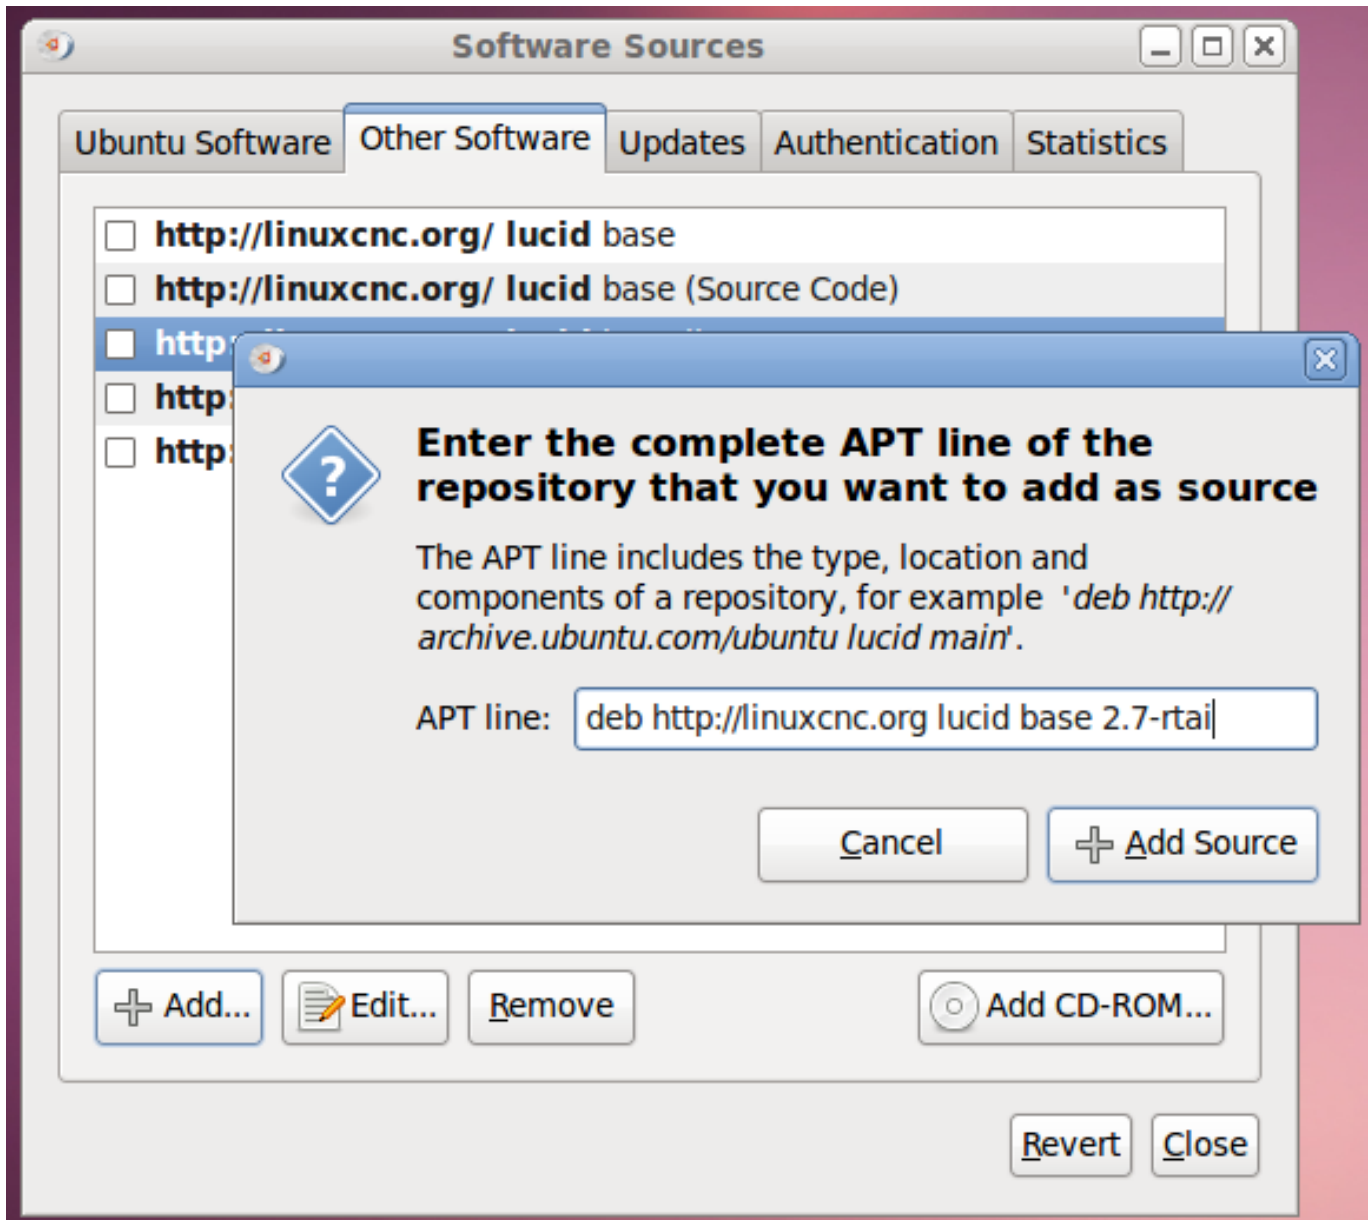 Software Sources
Ubuntu Software Other Software Updates Authentication Statistics
http://linuxcnc.org/ lucid base
http://linuxcnc.org/ lucid base (Source Code)
http:
http:
http:
?
Enter the complete APT line of the
repository that you want to add as source
The APT line includes the type, location and
components of a repository, for example 'deb http://
archive.ubuntu.com/ubuntu lucid main'.
APT line: deb http://linuxcnc.org lucid base 2.7-rtai
Cancel Add Source
Add... Edit... Remove Add CD-ROM...
Revert Close